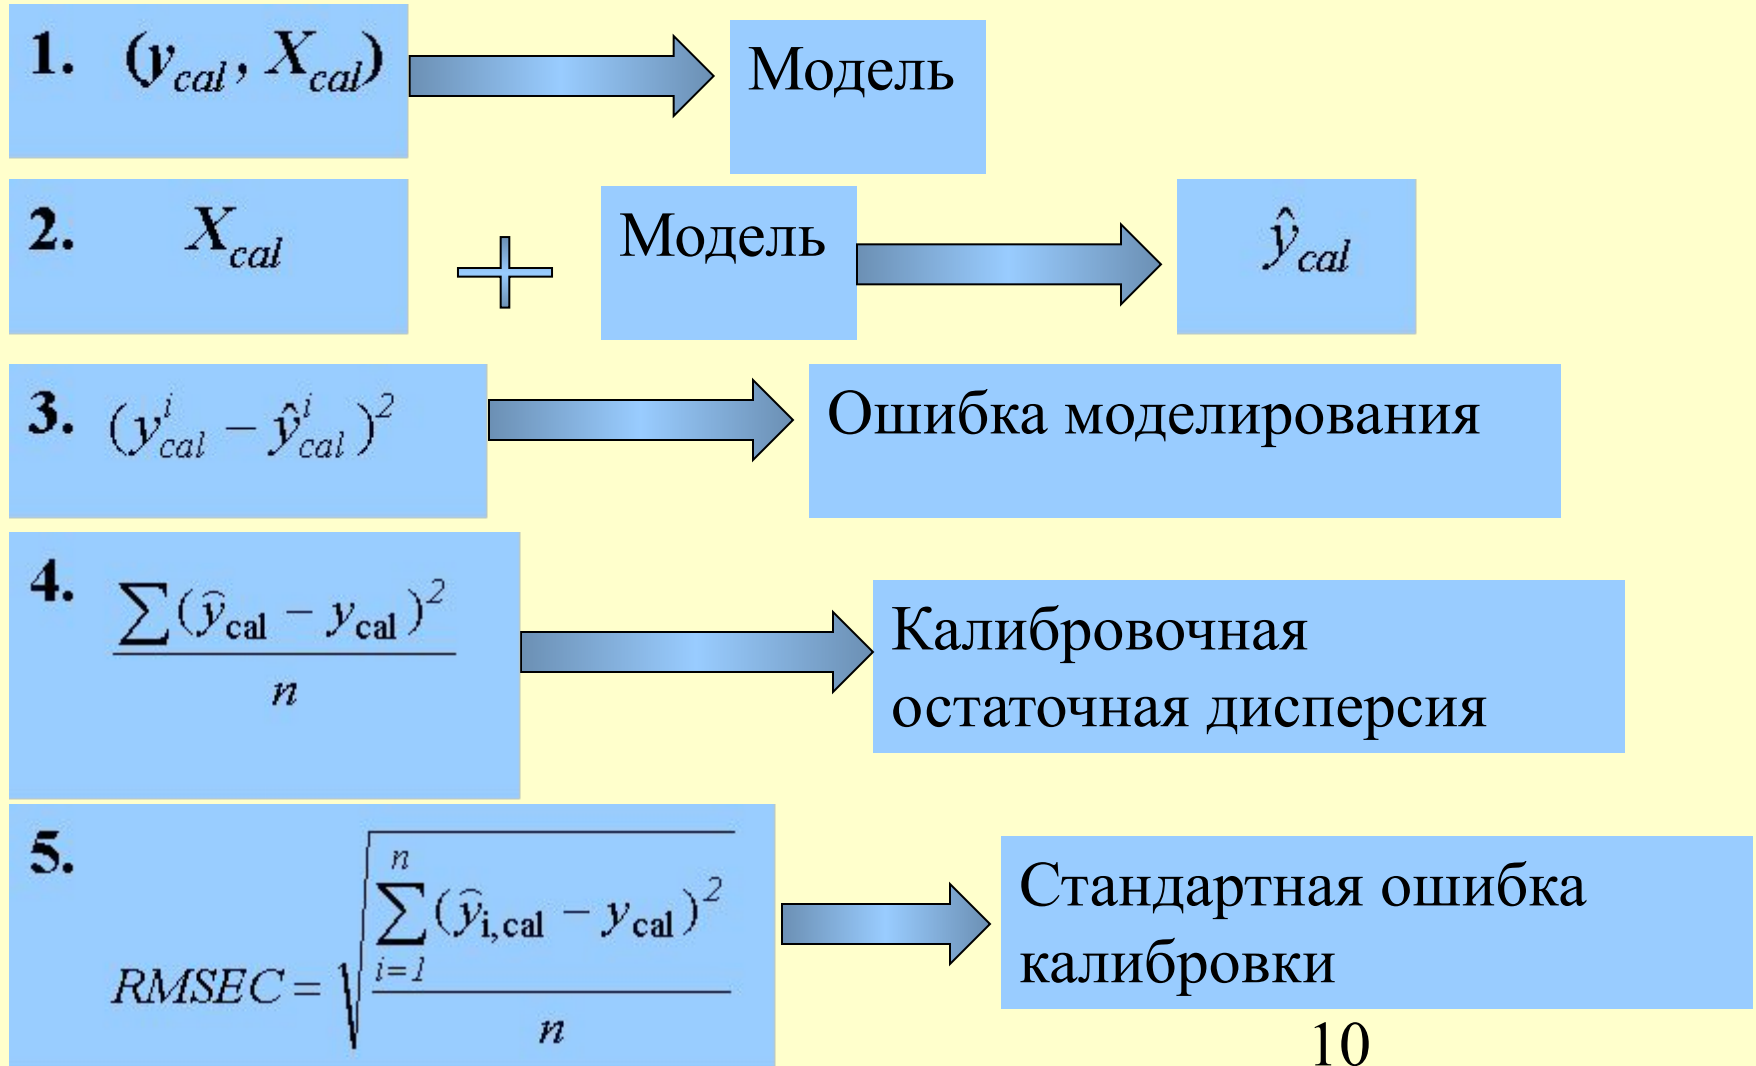 1. (y_cal, X_cal) Модель
2. X_cal + Модель ŷ_cal
3. (y^i_cal − ŷ^i_cal)^2 Ошибка моделирования
4. ∑(ŷ_cal − y_cal)^2 / n Калибровочная
остаточная дисперсия
5. RMSEC = √(∑_{i=1}^{n}(ŷ_i,cal − y_cal)^2 / n) Стандартная ошибка
калибровки
10